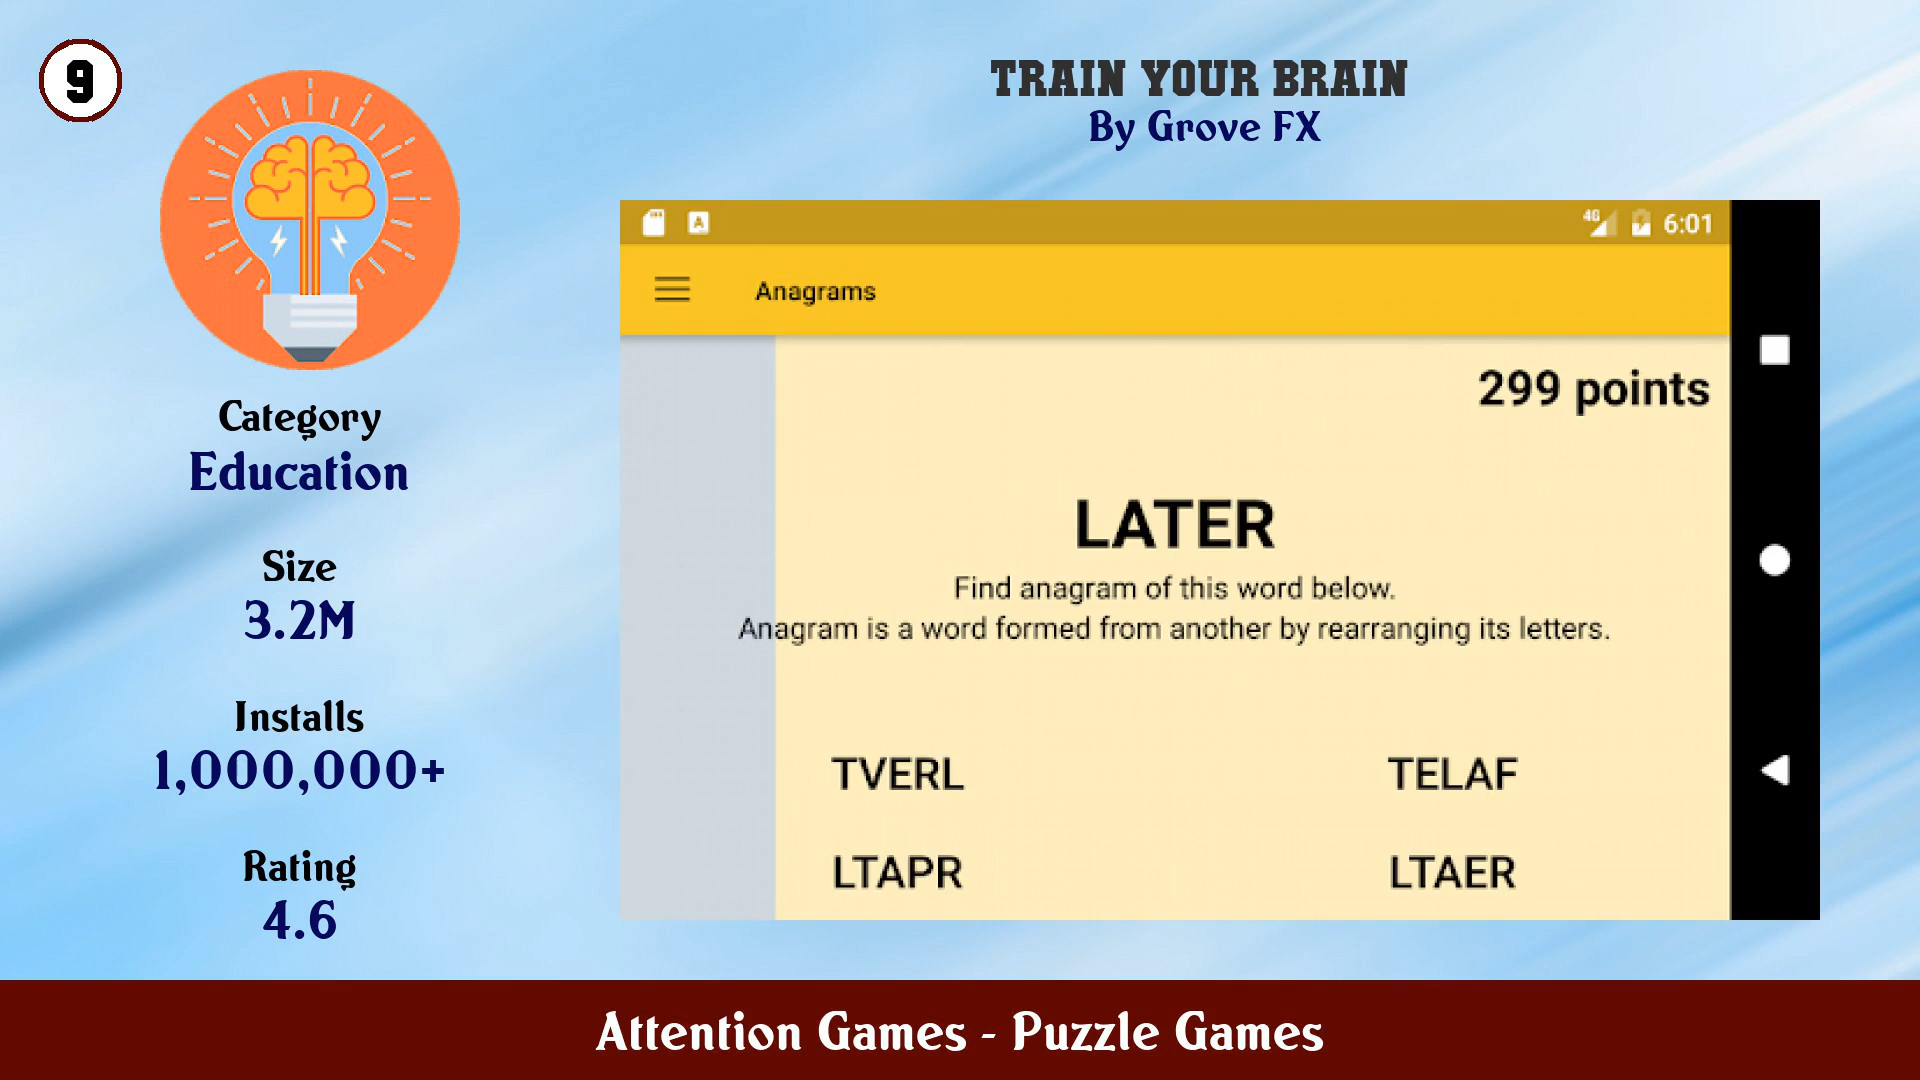 9
TRAIN YOUR BRAIN
By Grove FX
Category
Education
Size
3.2M
Installs
1,000,000+
Rating
4.6
A
4G 6:01
Anagrams
299 points
LATER
Find anagram of this word below.
Anagram is a word formed from another by rearranging its letters.
TVERL TELAF
LTAPR LTAER
Attention Games - Puzzle Games